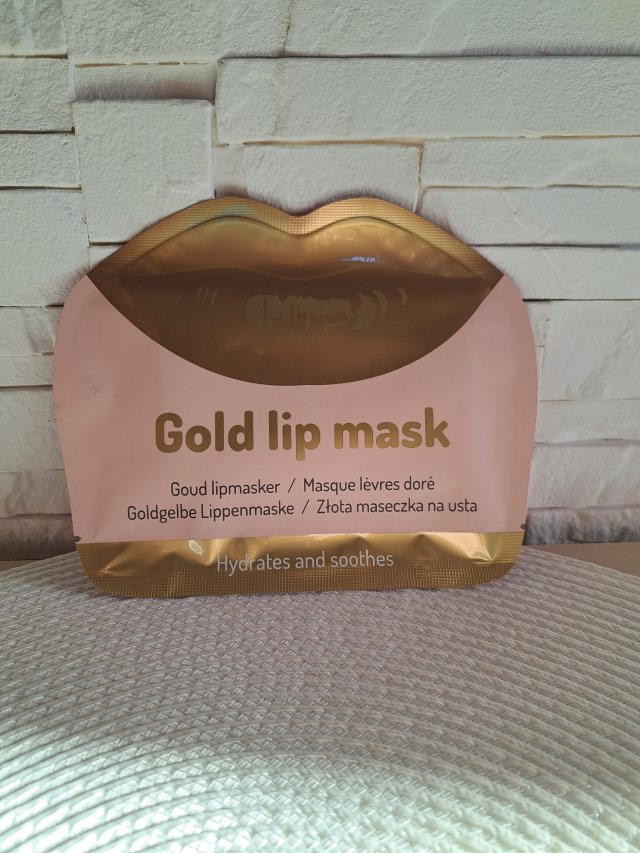 Gold lip mask
Goud lipmasker / Masque lèvres doré
Goldgelbe Lippenmaske / Złota maseczka na usta
Hydrates and soothes